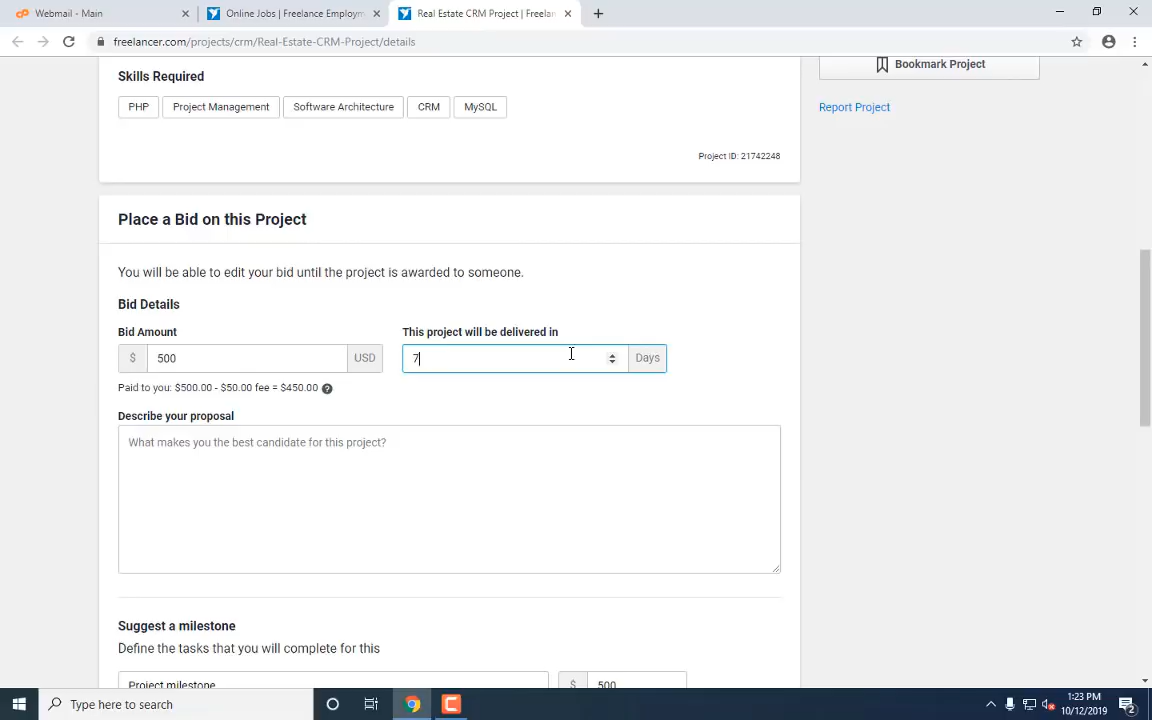 Webmail - Main
Online Jobs | Freelance Employm
Real Estate CRM Project | Freelan
freelancer.com/projects/crm/Real-Estate-CRM-Project/details
Skills Required
Bookmark Project
PHP
Project Management
Software Architecture
CRM
MySQL
Report Project
Project ID: 21742248
Place a Bid on this Project
You will be able to edit your bid until the project is awarded to someone.
Bid Details
Bid Amount
This project will be delivered in
$ 500 USD
7 Days
Paid to you: $500.00 - $50.00 fee = $450.00 ?
Describe your proposal
What makes you the best candidate for this project?
Suggest a milestone
Define the tasks that you will complete for this
Project milestone
$ 500
Type here to search
1:23 PM
10/12/2019
2